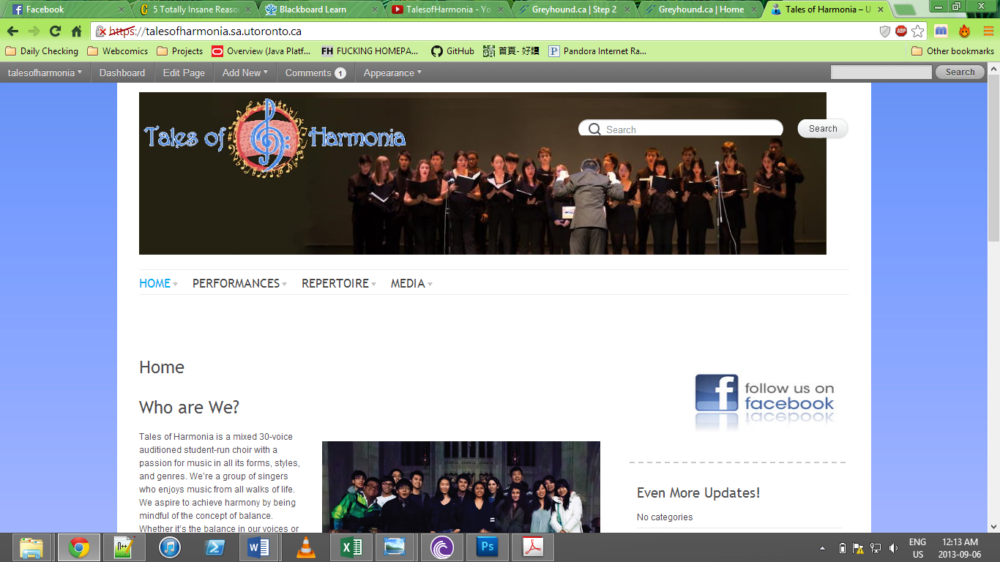 Facebook
5 Totally Insane Reaso
Blackboard Learn
TalesofHarmonia - Yo
Greyhound.ca | Step 2
Greyhound.ca | Home
Tales of Harmonia – U
https://talesofharmonia.sa.utoronto.ca
ABP
m
Daily Checking
Webcomics
Projects
Overview (Java Platf...
FH FUCKING HOMEPA...
GitHub
首頁- 好讀
P Pandora Internet Ra...
Other bookmarks
talesofharmonia
Dashboard
Edit Page
Add New
Comments 1
Appearance
Search
Tales of Harmonia
Search
Search
HOME
PERFORMANCES
REPERTOIRE
MEDIA
Home
follow us on
facebook
Who are We?
Tales of Harmonia is a mixed 30-voice
auditioned student-run choir with a
passion for music in all its forms, styles,
and genres. We're a group of singers
who enjoys music from all walks of life.
We aspire to achieve harmony by being
mindful of the concept of balance.
Whether it's the balance in our voices or
Even More Updates!
No categories
Ps
ENG
US
12:13 AM
2013-09-06